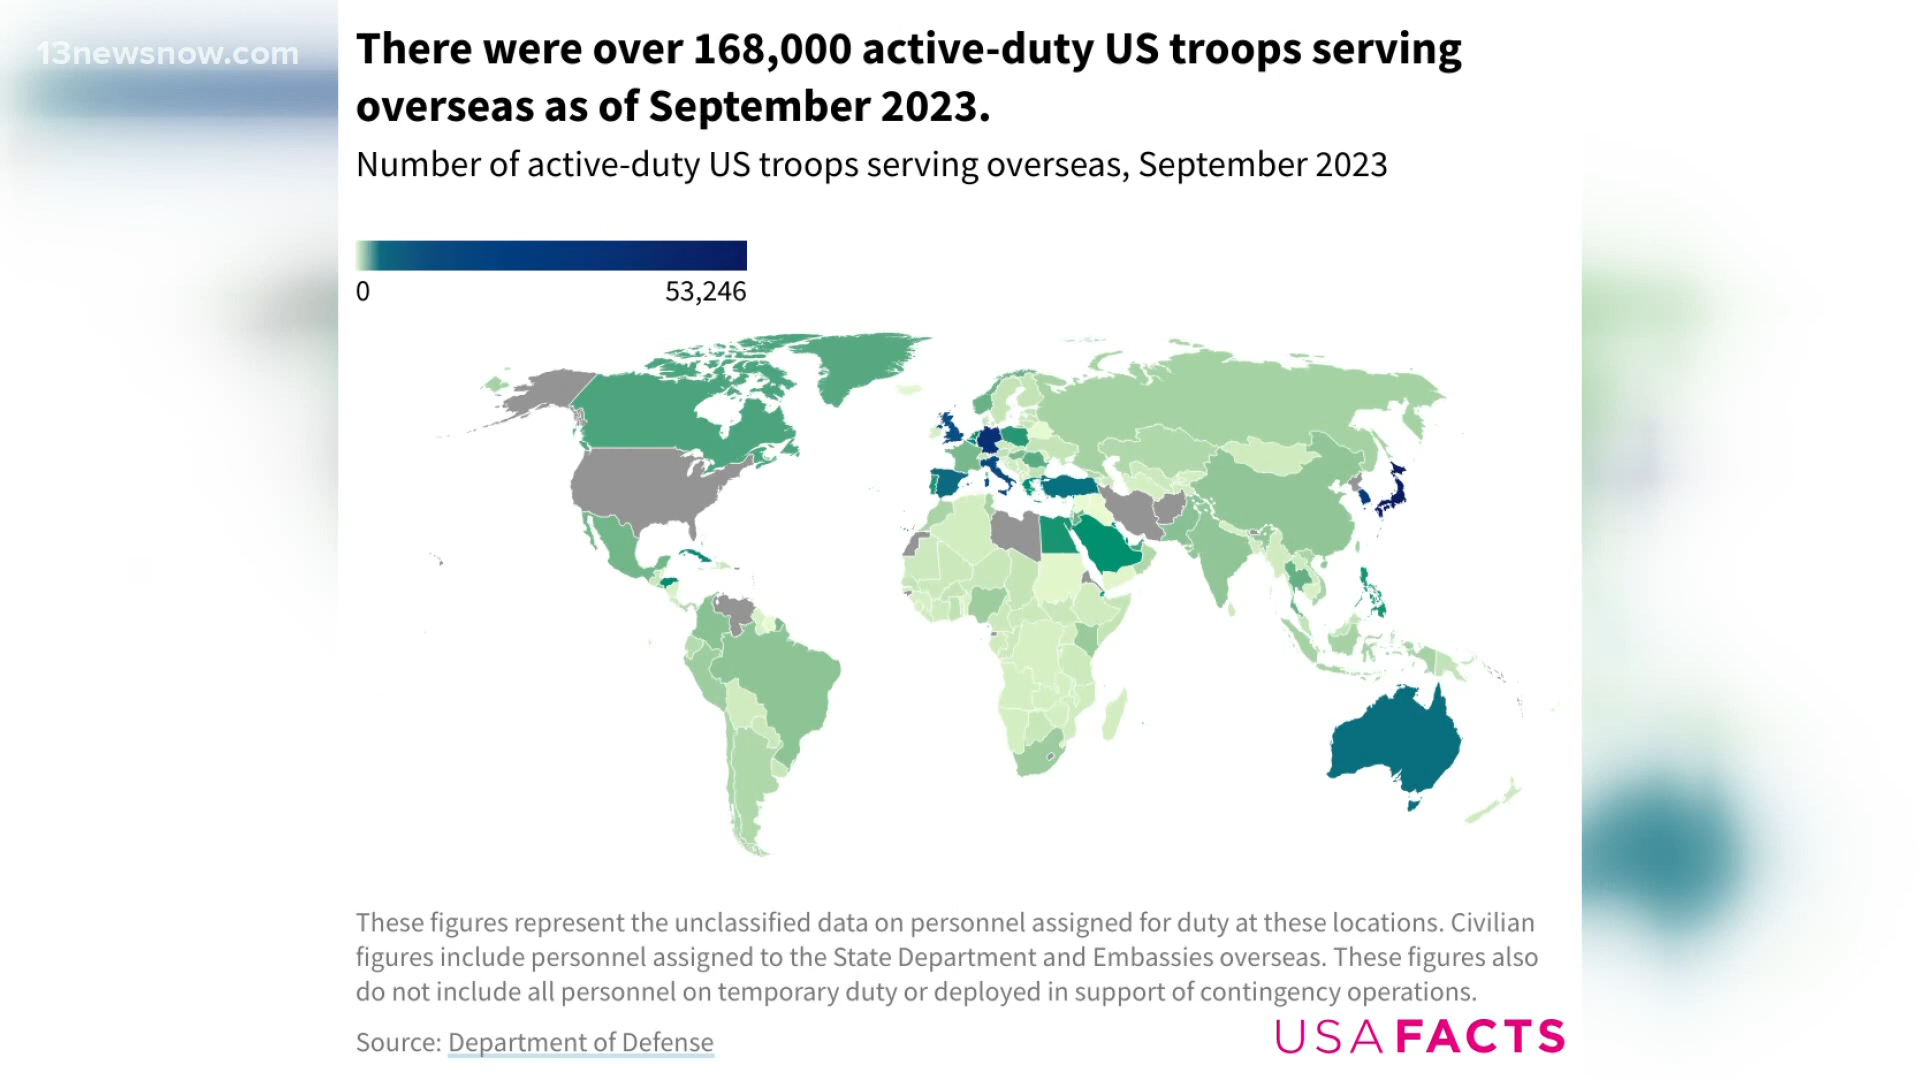 13newsnow.com
There were over 168,000 active-duty US troops serving
overseas as of September 2023.
Number of active-duty US troops serving overseas, September 2023
0 53,246
These figures represent the unclassified data on personnel assigned for duty at these locations. Civilian
figures include personnel assigned to the State Department and Embassies overseas. These figures also
do not include all personnel on temporary duty or deployed in support of contingency operations.
Source: Department of Defense
USAFACTS